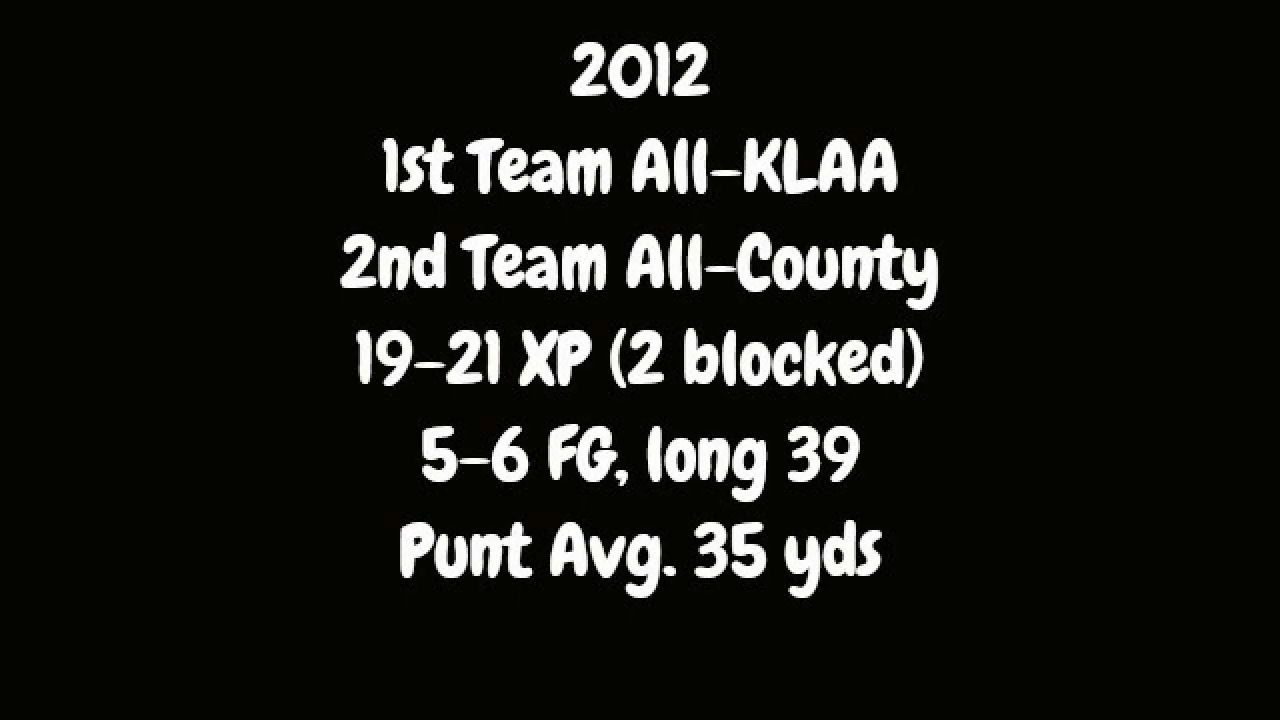 2012
1st Team All-KLAA
2nd Team All-County
19-21 XP (2 blocked)
5-6 FG, long 39
Punt Avg. 35 yds